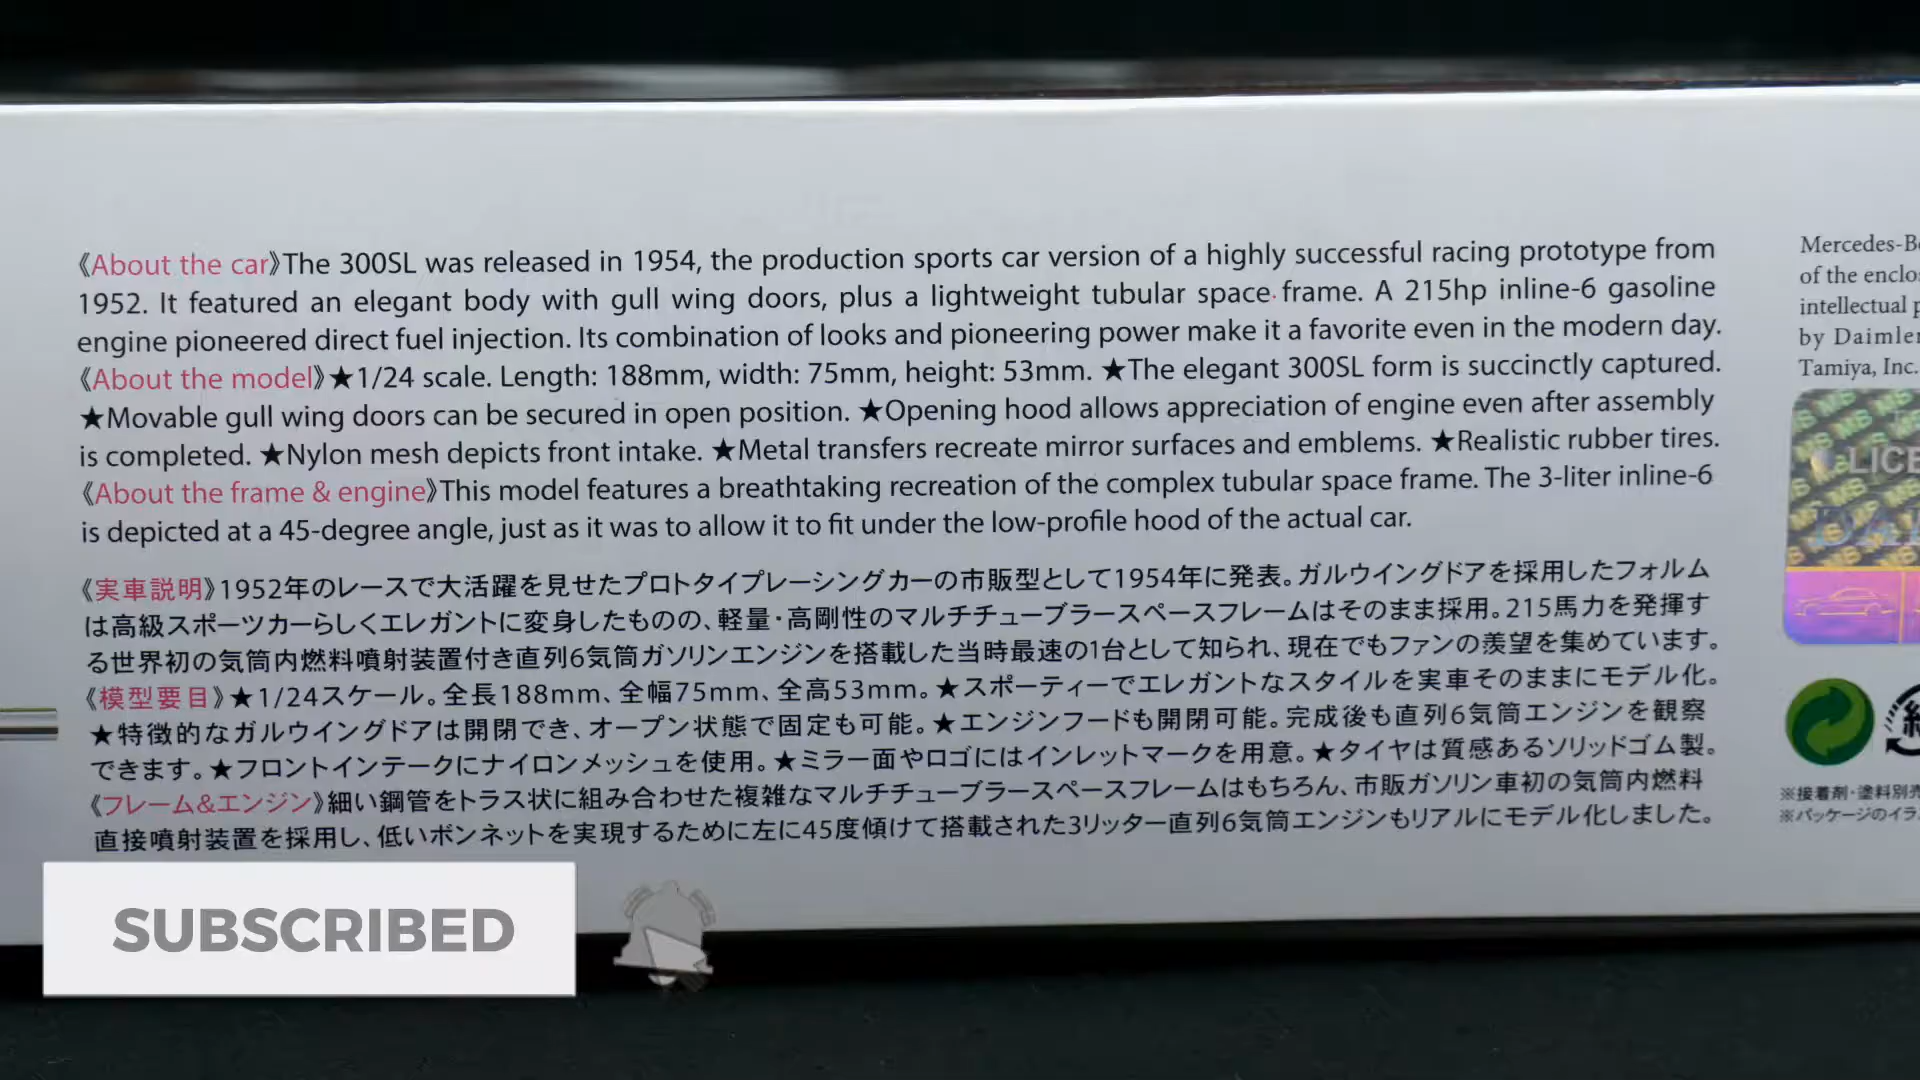 《About the car》The 300SL was released in 1954, the production sports car version of a highly successful racing prototype from
1952. It featured an elegant body with gull wing doors, plus a lightweight tubular space frame. A 215hp inline-6 gasoline
engine pioneered direct fuel injection. Its combination of looks and pioneering power make it a favorite even in the modern day.
《About the model》★1/24 scale. Length: 188mm, width: 75mm, height: 53mm. ★The elegant 300SL form is succinctly captured.
★Movable gull wing doors can be secured in open position. ★Opening hood allows appreciation of engine even after assembly
is completed. ★Nylon mesh depicts front intake. ★Metal transfers recreate mirror surfaces and emblems. ★Realistic rubber tires.
《About the frame & engine》This model features a breathtaking recreation of the complex tubular space frame. The 3-liter inline-6
is depicted at a 45-degree angle, just as it was to allow it to fit under the low-profile hood of the actual car.
《実車説明》1952年のレースで大活躍を見せたプロトタイプレーシングカーの市販型として1954年に発表。ガルウイングドアを採用したフォルム
は高級スポーツカーらしくエレガントに変身したものの、軽量・高剛性のマルチチューブラースペースフレームはそのまま採用。215馬力を発揮す
る世界初の気筒内燃料噴射装置付き直列6気筒ガソリンエンジンを搭載した当時最速の1台として知られ、現在でもファンの羨望を集めています。
《模型要目》★1/24スケール。全長188mm、全幅75mm、全高53mm。★スポーティーでエレガントなスタイルを実車そのままにモデル化。
★特徴的なガルウイングドアは開閉でき、オープン状態で固定も可能。★エンジンフードも開閉可能。完成後も直列6気筒エンジンを観察
できます。★フロントインテークにナイロンメッシュを使用。★ミラー面やロゴにはインレットマークを用意。★タイヤは質感あるソリッドゴム製。
《フレーム&エンジン》細い鋼管をトラス状に組み合わせた複雑なマルチチューブラースペースフレームはもちろん、市販ガソリン車初の気筒内燃料
直接噴射装置を採用し、低いボンネットを実現するために左に45度傾けて搭載された3リッター直列6気筒エンジンもリアルにモデル化しました。
Mercedes-B
of the enclo
intellectual p
by Daimler
Tamiya, Inc.
LICE
※接着剤・塗料別売
※パッケージのイラ
SUBSCRIBED